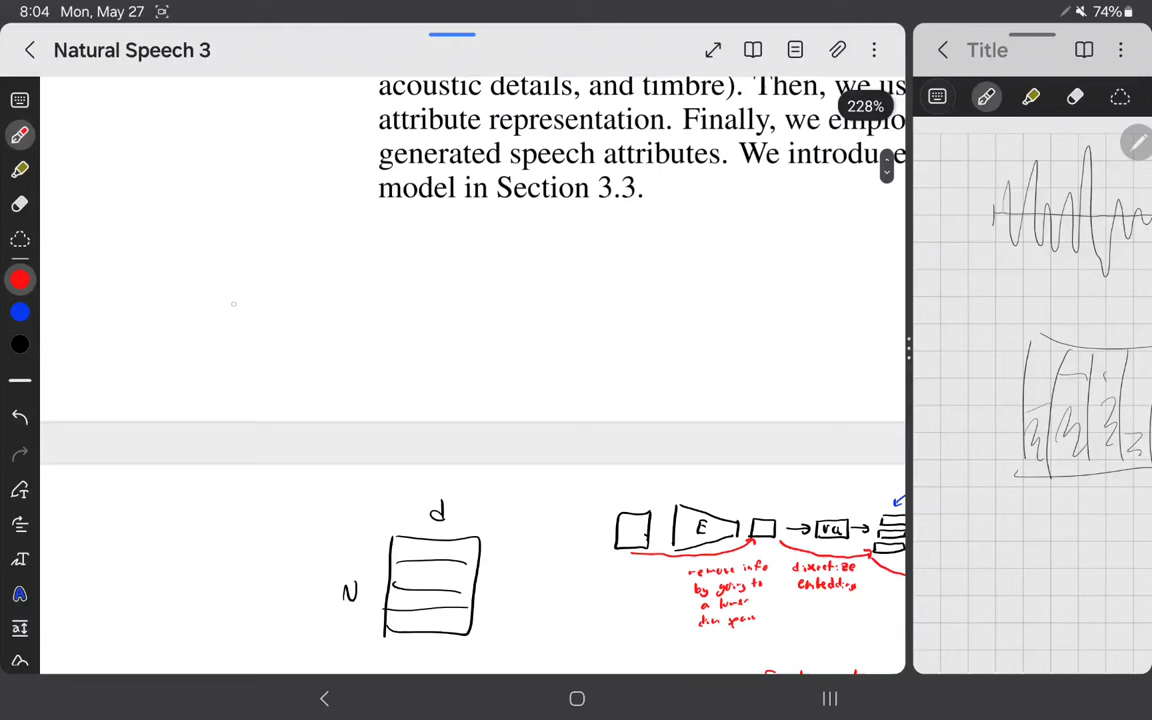 8:04 Mon, May 27
74%
Natural Speech 3
Title
228%
acoustic details, and timbre). Then, we us
attribute representation. Finally, we emplo
generated speech attributes. We introduce
model in Section 3.3.
d
N
E
VQ
remove info
by going to
a lower
dim space
discretize
embedding